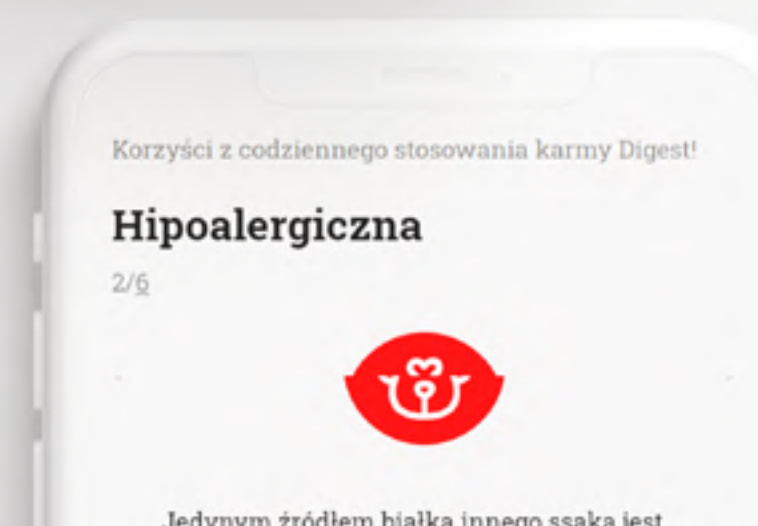 Korzyści z codziennego stosowania karmy Digest!
Hipoalergiczna
2/6
Jedynym źródłem białka innego ssaka jest